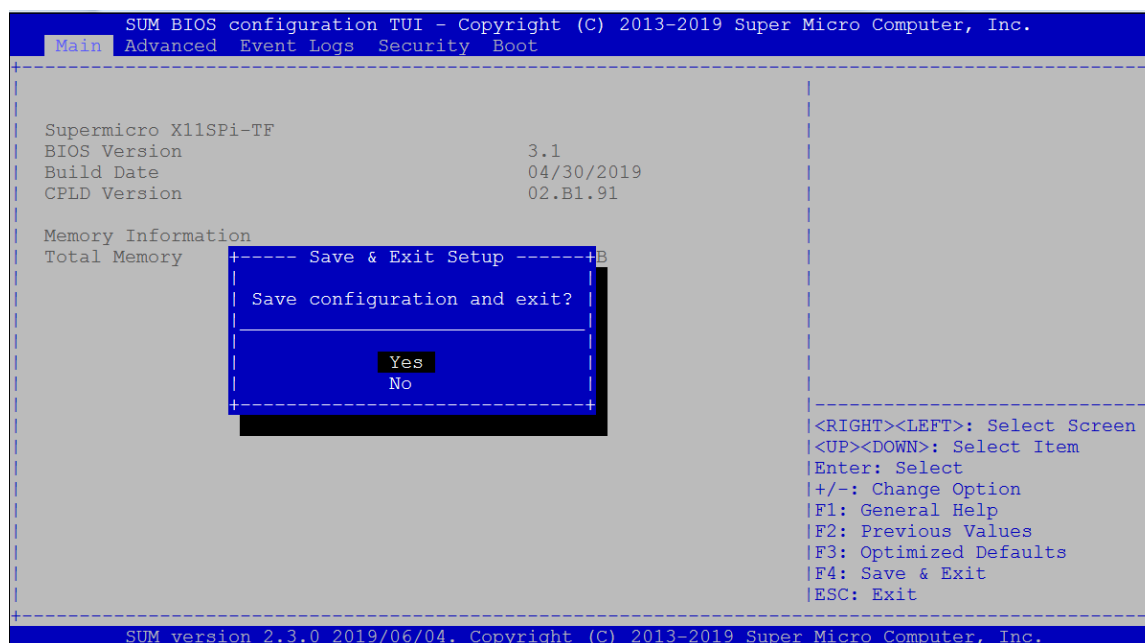 SUM BIOS configuration TUI - Copyright (C) 2013-2019 Super Micro Computer, Inc.
Main Advanced Event Logs Security Boot
Supermicro X11SPi-TF
BIOS Version 3.1
Build Date 04/30/2019
CPLD Version 02.B1.91
Memory Information
Total Memory B
Save & Exit Setup
Save configuration and exit?
Yes
No
<RIGHT><LEFT>: Select Screen
<UP><DOWN>: Select Item
Enter: Select
+/-: Change Option
F1: General Help
F2: Previous Values
F3: Optimized Defaults
F4: Save & Exit
ESC: Exit
SUM version 2.3.0 2019/06/04. Copyright (C) 2013-2019 Super Micro Computer, Inc.